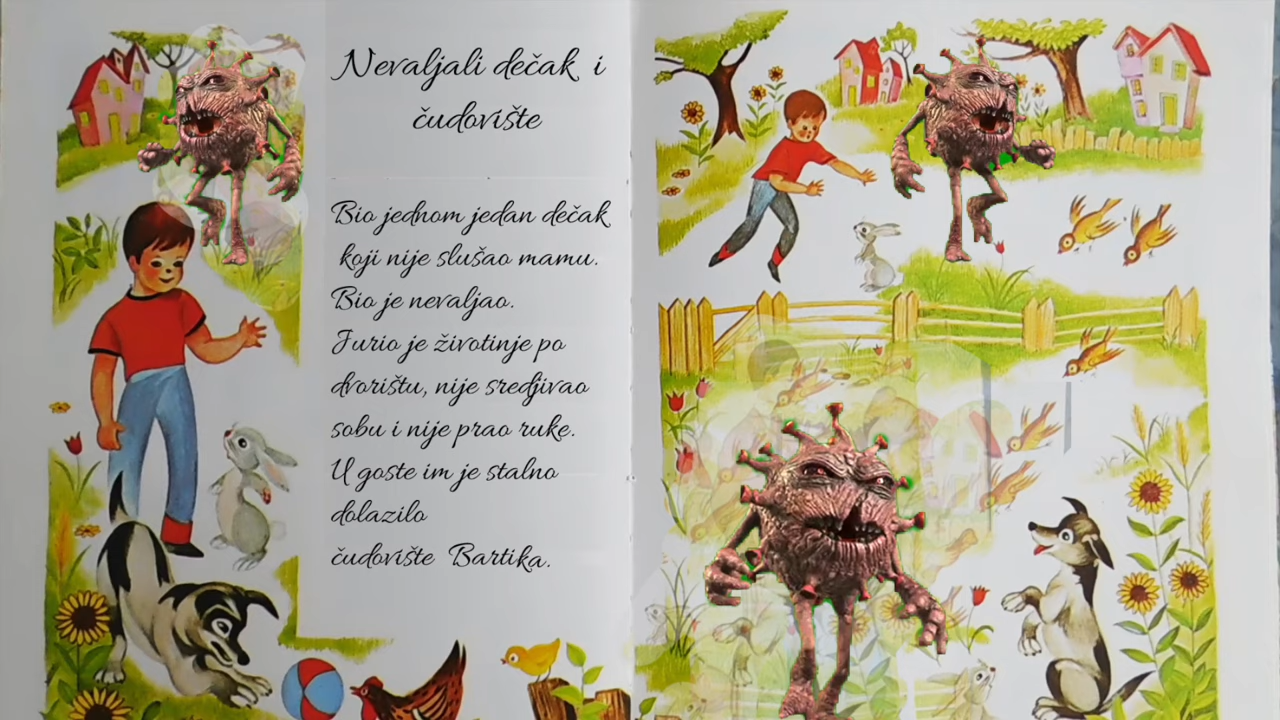 Nevaljali dečak i
čudovište
Bio jednom jedan dečak
koji nije slušao mamu.
Bio je nevaljao.
Jurio je životinje po
dvorištu, nije sredjivao
sobu i nije prao ruke.
U goste im je stalno
dolazilo
čudovište Bartika.